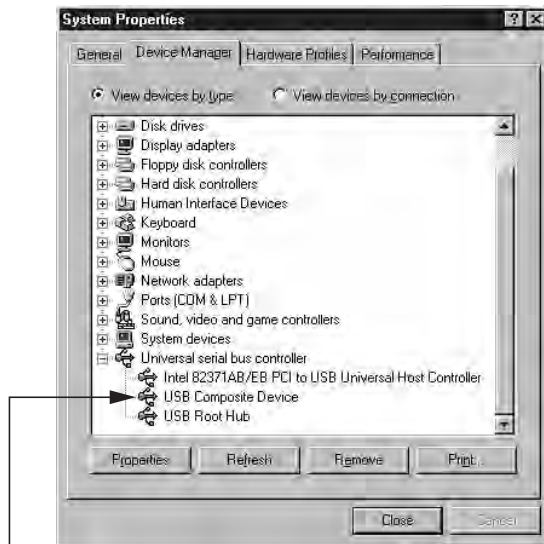 System Properties
General Device Manager Hardware Profiles Performance
View devices by type View devices by connection
Disk drives
Display adapters
Floppy disk controllers
Hard disk controllers
Human Interface Devices
Keyboard
Monitors
Mouse
Network adapters
Ports (COM & LPT)
Sound, video and game controllers
System devices
Universal serial bus controller
Intel 82371AB/EB PCI to USB Universal Host Controller
USB Composite Device
USB Root Hub
Properties Refresh Remove Print...
Close Cancel